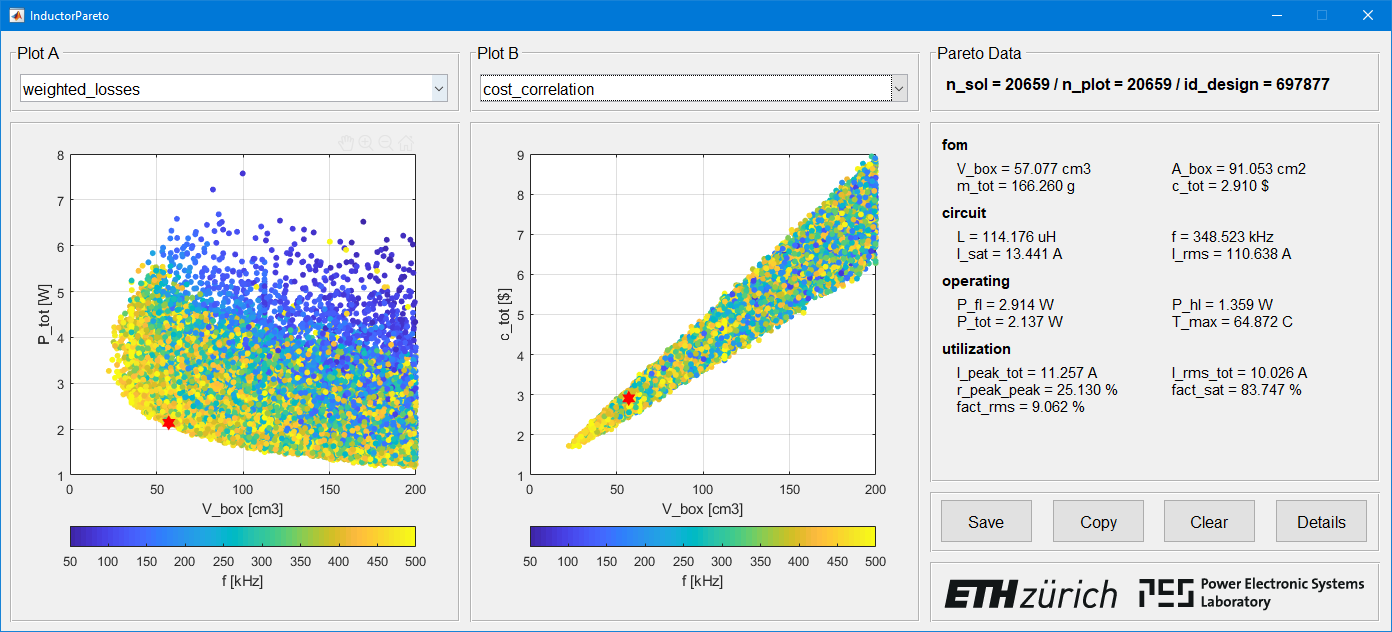 InductorPareto
Plot A
weighted_losses
8
7
6
5
4
3
2
1
P_tot [W]
0 50 100 150 200
V_box [cm3]
50 100 150 200 250 300 350 400 450 500
f [kHz]
Plot B
cost_correlation
9
8
7
6
5
4
3
2
1
c_tot [$]
0 50 100 150 200
V_box [cm3]
50 100 150 200 250 300 350 400 450 500
f [kHz]
Pareto Data
n_sol = 20659 / n_plot = 20659 / id_design = 697877
fom
V_box = 57.077 cm3 A_box = 91.053 cm2
m_tot = 166.260 g c_tot = 2.910 $
circuit
L = 114.176 uH f = 348.523 kHz
I_sat = 13.441 A I_rms = 110.638 A
operating
P_fl = 2.914 W P_hl = 1.359 W
P_tot = 2.137 W T_max = 64.872 C
utilization
I_peak_tot = 11.257 A I_rms_tot = 10.026 A
r_peak_peak = 25.130 % fact_sat = 83.747 %
fact_rms = 9.062 %
Save Copy Clear Details
ETH zürich PES Power Electronic Systems
Laboratory